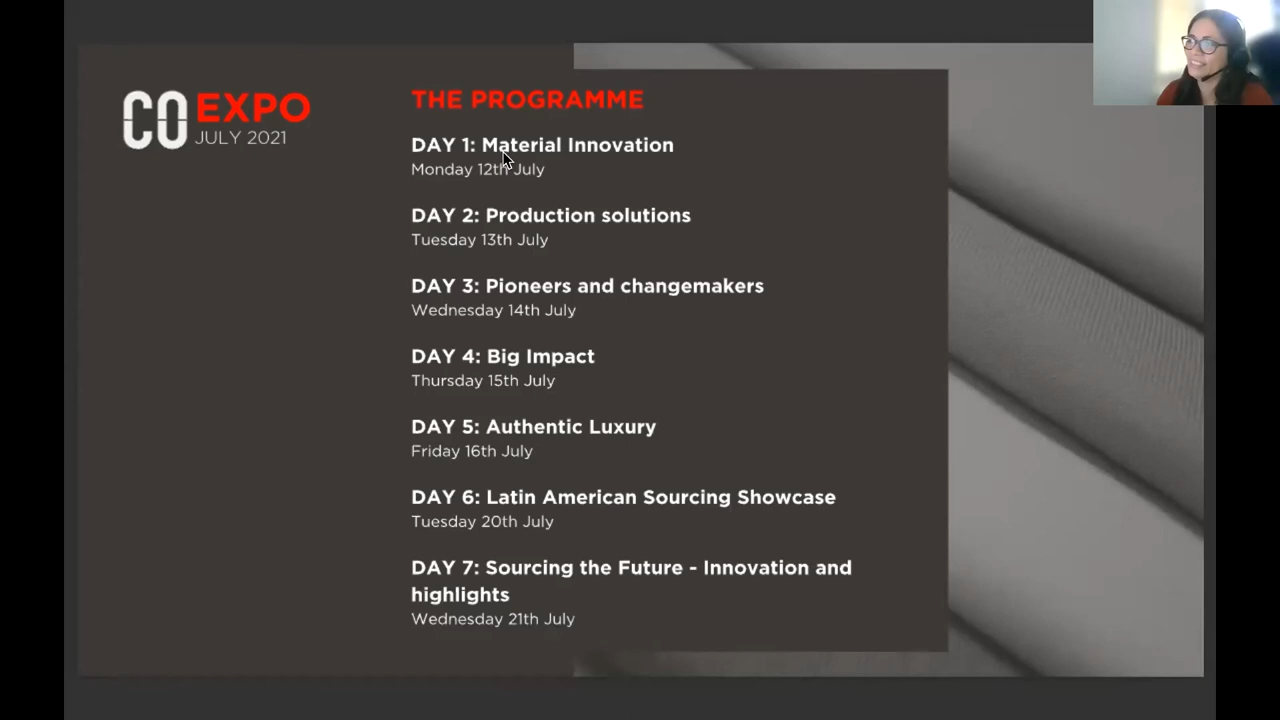 CO EXPO
JULY 2021
THE PROGRAMME
DAY 1: Material Innovation
Monday 12th July
DAY 2: Production solutions
Tuesday 13th July
DAY 3: Pioneers and changemakers
Wednesday 14th July
DAY 4: Big Impact
Thursday 15th July
DAY 5: Authentic Luxury
Friday 16th July
DAY 6: Latin American Sourcing Showcase
Tuesday 20th July
DAY 7: Sourcing the Future - Innovation and
highlights
Wednesday 21th July